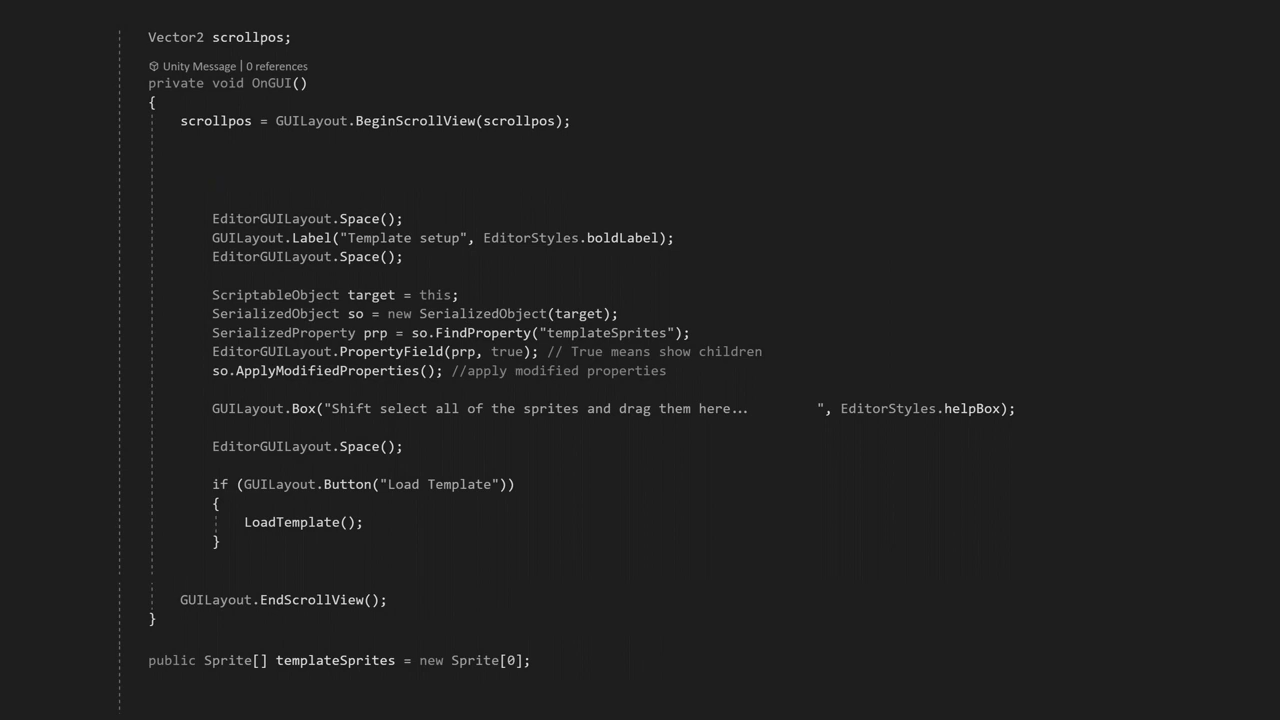 Vector2 scrollpos;
Unity Message | 0 references
private void OnGUI()
{
scrollpos = GUILayout.BeginScrollView(scrollpos);
EditorGUILayout.Space();
GUILayout.Label("Template setup", EditorStyles.boldLabel);
EditorGUILayout.Space();
ScriptableObject target = this;
SerializedObject so = new SerializedObject(target);
SerializedProperty prp = so.FindProperty("templateSprites");
EditorGUILayout.PropertyField(prp, true); // True means show children
so.ApplyModifiedProperties(); //apply modified properties
GUILayout.Box("Shift select all of the sprites and drag them here...         ", EditorStyles.helpBox);
EditorGUILayout.Space();
if (GUILayout.Button("Load Template"))
{
LoadTemplate();
}
GUILayout.EndScrollView();
}
public Sprite[] templateSprites = new Sprite[0];